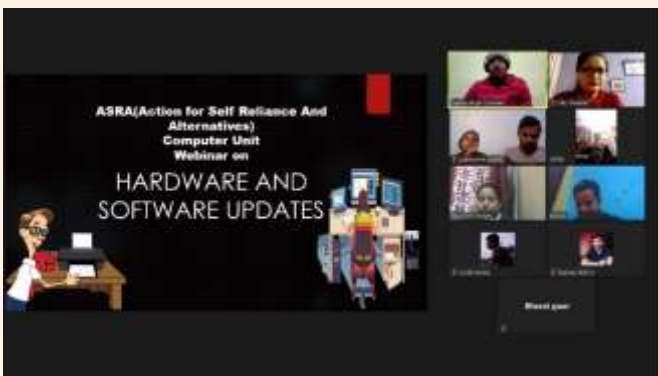 ASRA(Action for Self Reliance And
Alternatives)
Computer Unit
Webinar on
HARDWARE AND
SOFTWARE UPDATES